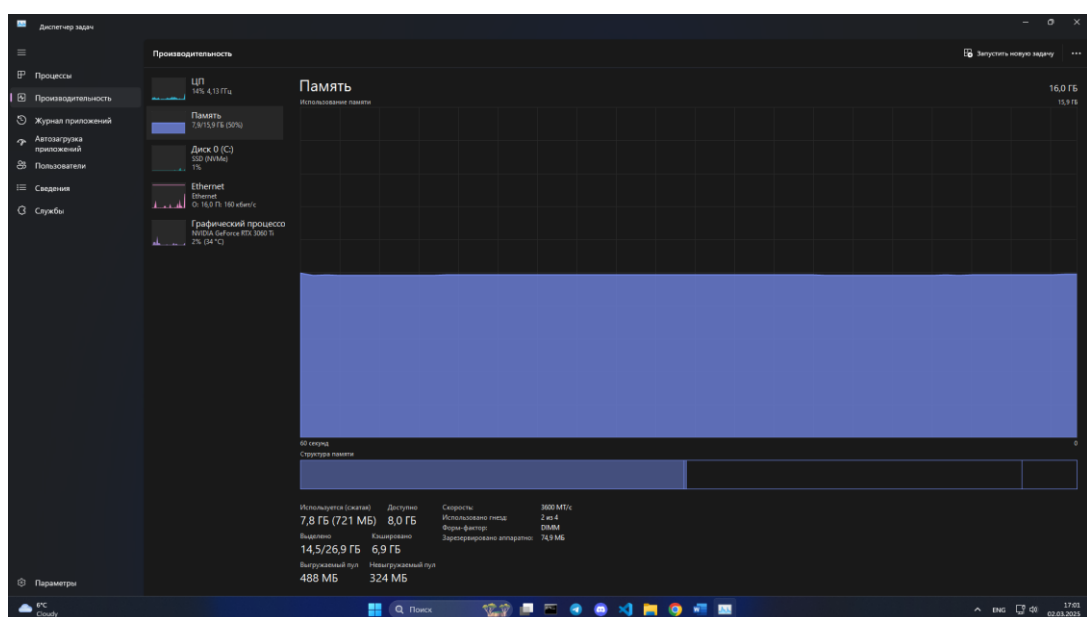 Диспетчер задач
Производительность
Запустить новую задачу
Процессы
Производительность
Журнал приложений
Автозагрузка
приложений
Пользователи
Сведения
Службы
Параметры
ЦП
14% 4,13 ГГц
Память
7,9/15,9 ГБ (50%)
Диск 0 (C:)
SSD (NVMe)
1%
Ethernet
Ethernet
О: 16,0 П: 160 кбит/с
Графический процессо
NVIDIA GeForce RTX 3060 Ti
2% (34 °C)
Память
16,0 ГБ
Использование памяти
15,9 ГБ
60 секунд
0
Структура памяти
Используется (сжатая)
7,8 ГБ (721 МБ)
Доступно
8,0 ГБ
Выделено
14,5/26,9 ГБ
Кэшировано
6,9 ГБ
Выгружаемый пул
488 МБ
Невыгружаемый пул
324 МБ
Скорость: 3600 МТ/с
Использовано гнезд: 2 из 4
Форм-фактор: DIMM
Зарезервировано аппаратно: 74,9 МБ
6°C
Cloudy
Поиск
ENG
17:01
02.03.2025